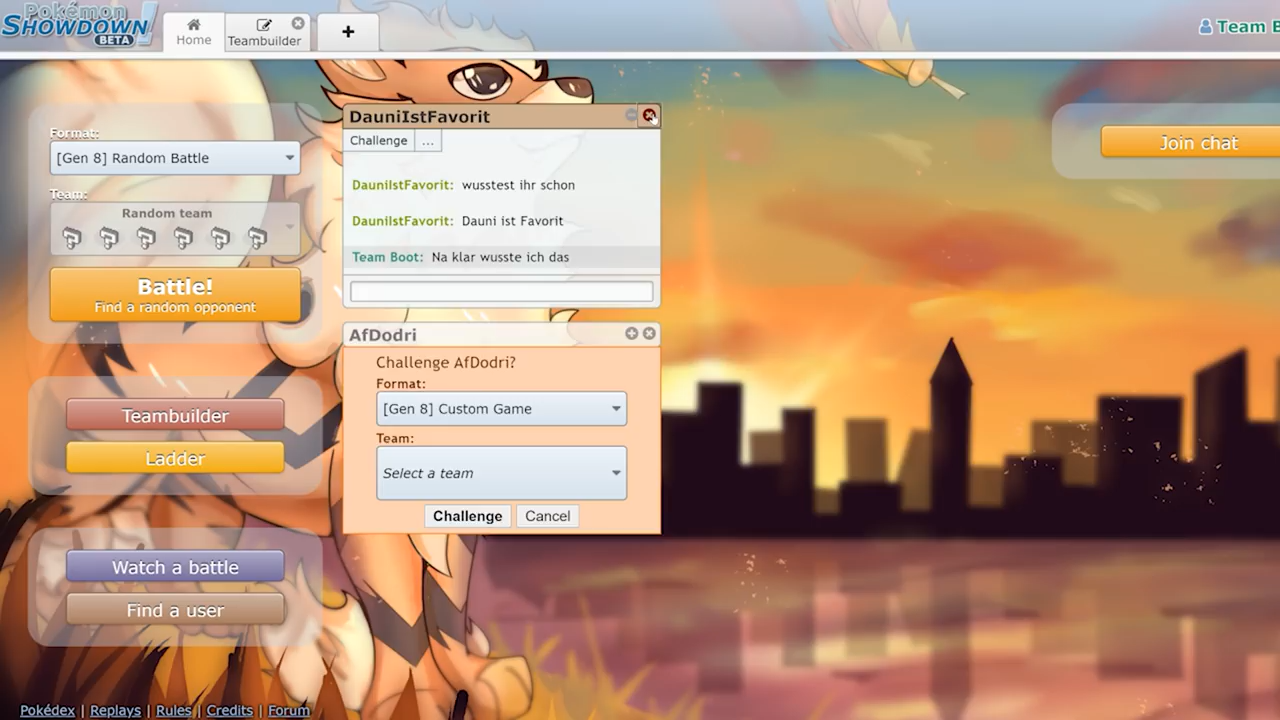 Pokémon
SHOWDOWN!
BETA
Home
Teambuilder
+
Team B
Format:
[Gen 8] Random Battle
Team:
Random team
Battle!
Find a random opponent
Teambuilder
Ladder
Watch a battle
Find a user
Pokédex | Replays | Rules | Credits | Forum
DauniIstFavorit
Challenge ...
DauniIstFavorit: wusstest ihr schon
DauniIstFavorit: Dauni ist Favorit
Team Boot: Na klar wusste ich das
AfDodri
Challenge AfDodri?
Format:
[Gen 8] Custom Game
Team:
Select a team
Challenge Cancel
Join chat